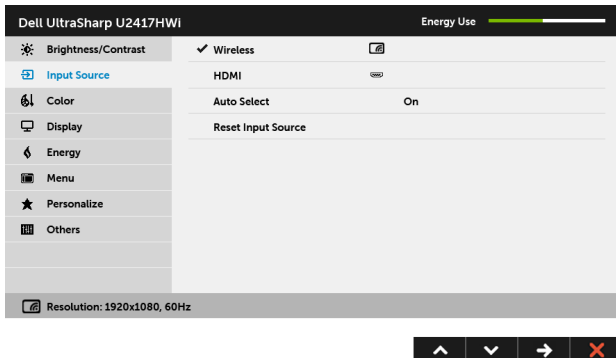 Dell UltraSharp U2417HWi
Energy Use
Brightness/Contrast
Wireless
Input Source
HDMI
Color
Auto Select On
Display
Reset Input Source
Energy
Menu
Personalize
Others
Resolution: 1920x1080, 60Hz